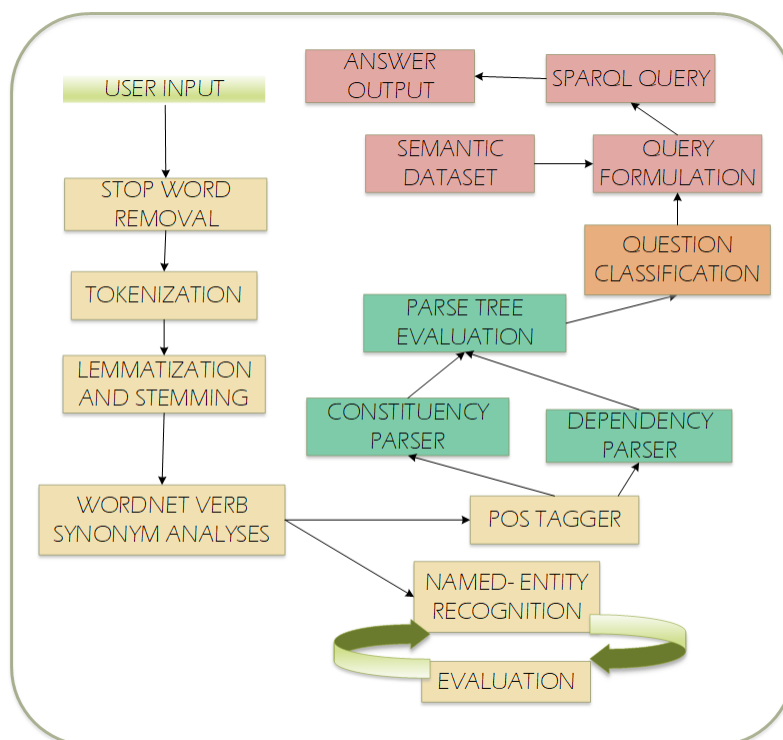 USER INPUT
STOP WORD
REMOVAL
TOKENIZATION
LEMMATIZATION
AND STEMMING
WORDNET VERB
SYNONYM ANALYSES
POS TAGGER
NAMED- ENTITY
RECOGNITION
EVALUATION
CONSTITUENCY
PARSER
DEPENDENCY
PARSER
PARSE TREE
EVALUATION
QUESTION
CLASSIFICATION
SEMANTIC
DATASET
QUERY
FORMULATION
SPARQL QUERY
ANSWER
OUTPUT